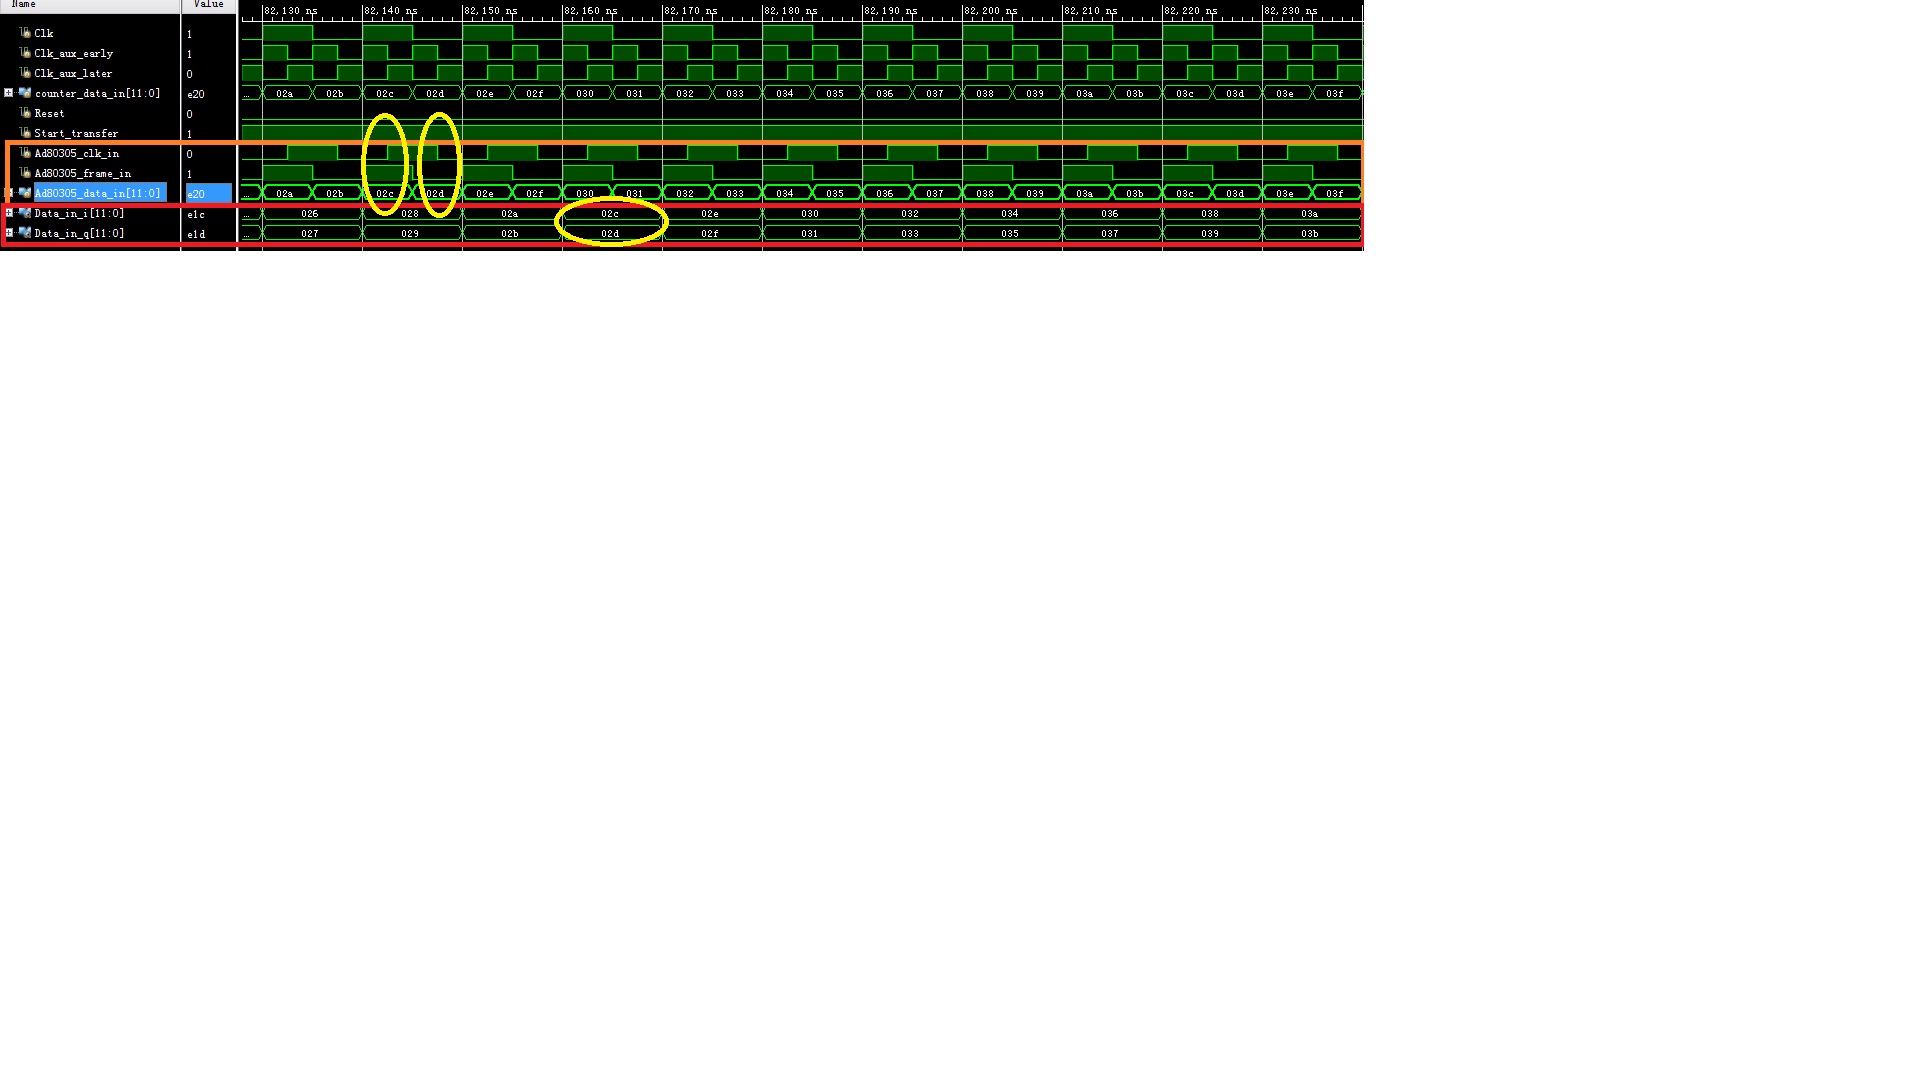 Name Value
82,130 ns 82,140 ns 82,150 ns 82,160 ns 82,170 ns 82,180 ns 82,190 ns 82,200 ns 82,210 ns 82,220 ns 82,230 ns
Clk 1
Clk_aux_early 1
Clk_aux_later 0
counter_data_in[11:0] e20 ... 02a 02b 02c 02d 02e 02f 030 031 032 033 034 035 036 037 038 039 03a 03b 03c 03d 03e 03f
Reset 0
Start_transfer 1
Ad80305_clk_in 0
Ad80305_frame_in 1
Ad80305_data_in[11:0] e20 ... 02a 02b 02c 02d 02e 02f 030 031 032 033 034 035 036 037 038 039 03a 03b 03c 03d 03e 03f
Data_in_i[11:0] e1c ... 026 028 02a 02c 02e 030 032 034 036 038 03a
Data_in_q[11:0] e1d ... 027 029 02b 02d 02f 031 033 035 037 039 03b